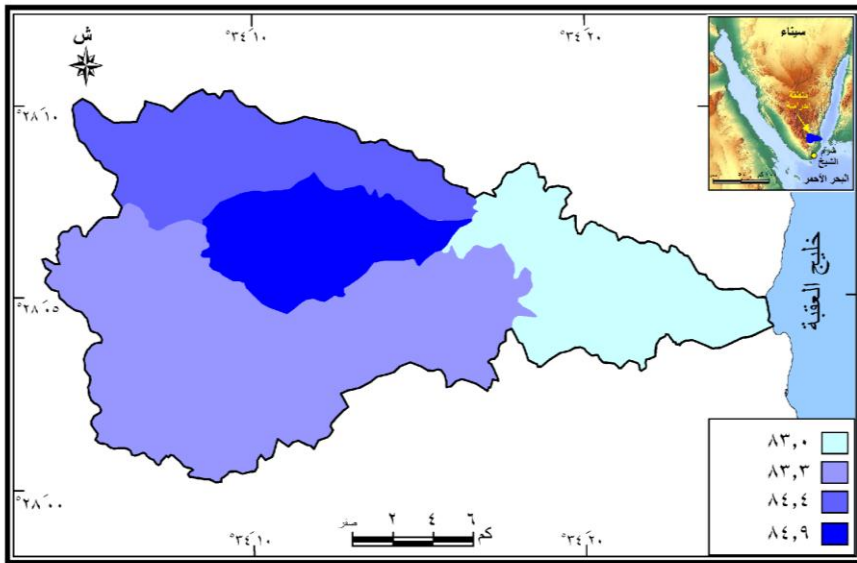 °٣٤َ١٠
°٣٤َ٢٠
ش
°٢٨َ١٠
°٢٨َ٠٥
°٢٨َ٠٠
سيناء
شرم
الشيخ
البحر الأحمر
خليج العقبة
٨٣,٠
٨٣,٣
٨٤,٤
٨٤,٩
صفر ٢ ٤ ٦
كم
°٣٤َ١٠
°٣٤َ٢٠